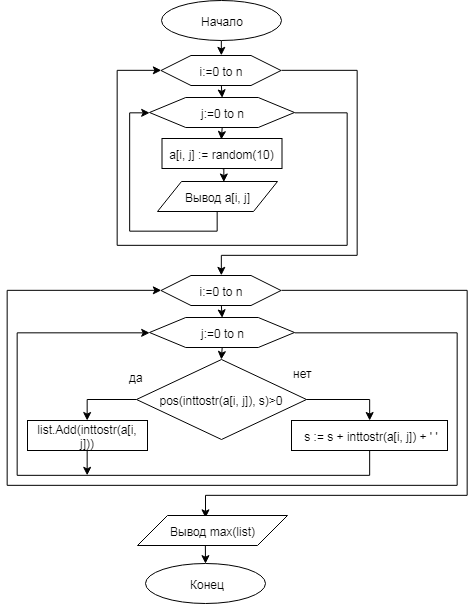 Начало
i:=0 to n
j:=0 to n
a[i, j] := random(10)
Вывод a[i, j]
i:=0 to n
j:=0 to n
да
нет
pos(inttostr(a[i, j]), s)>0
list.Add(inttostr(a[i,
j]))
s := s + inttostr(a[i, j]) + ' '
Вывод max(list)
Конец